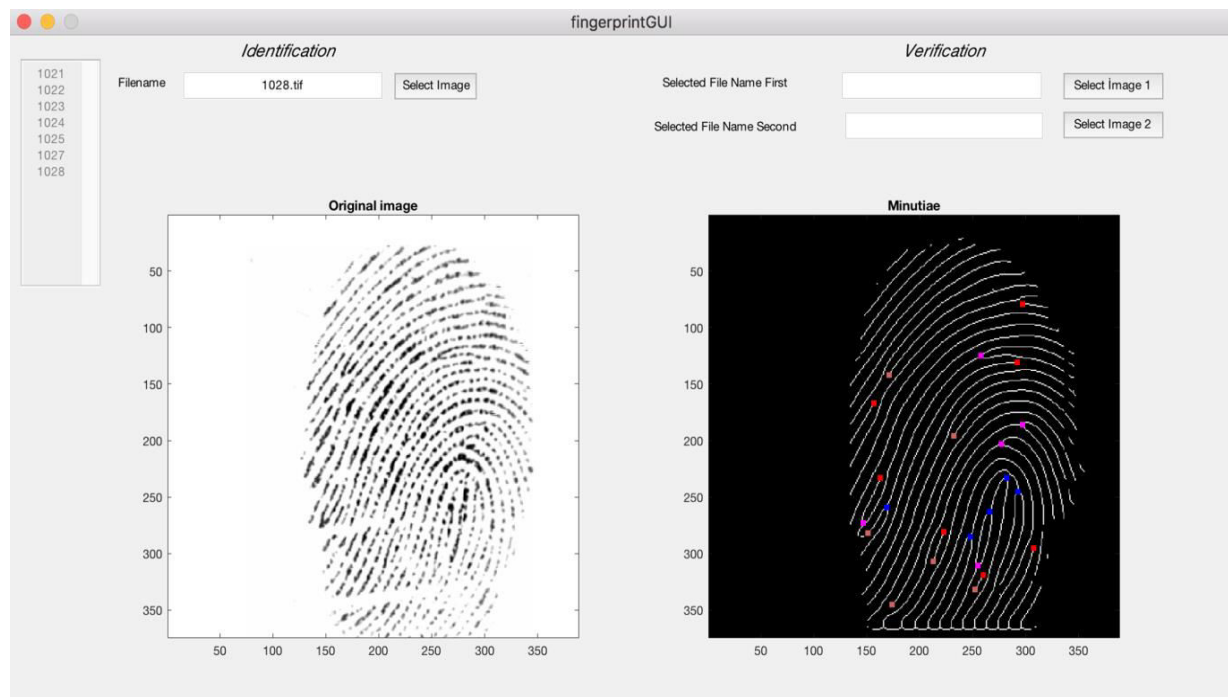 fingerprintGUI
Identification
Verification
1021
1022
1023
1024
1025
1027
1028
Filename
1028.tif
Select Image
Selected File Name First
Select İmage 1
Selected File Name Second
Select Image 2
Original image
50
100
150
200
250
300
350
50 100 150 200 250 300 350
Minutiae
50
100
150
200
250
300
350
50 100 150 200 250 300 350